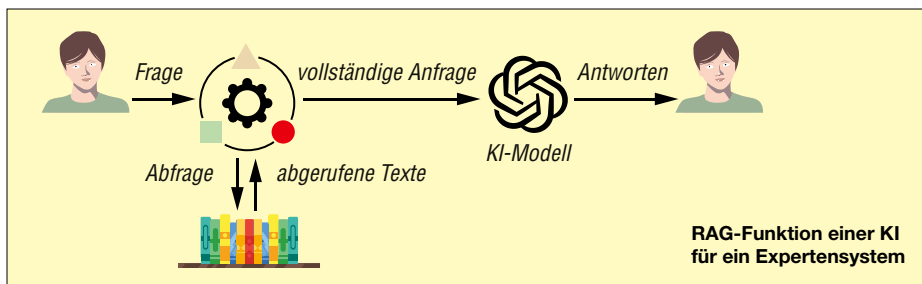 Frage
vollständige Anfrage
Antworten
KI-Modell
Abfrage
abgerufene Texte
RAG-Funktion einer KI
für ein Expertensystem